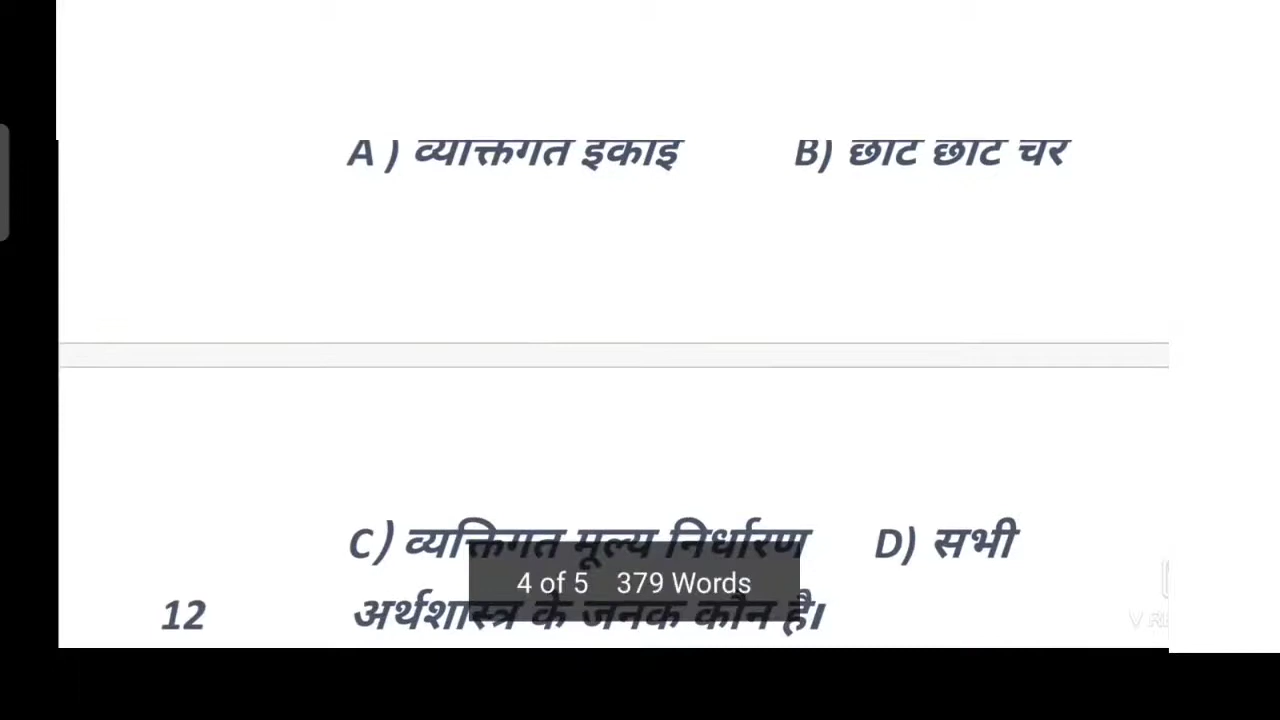 A ) व्यक्तिगत इकाई B) छोटे छोटे चर
C) व्यक्तिगत मूल्य निर्धारण D) सभी
4 of 5 379 Words
12 अर्थशास्त्र के जनक कौन है।